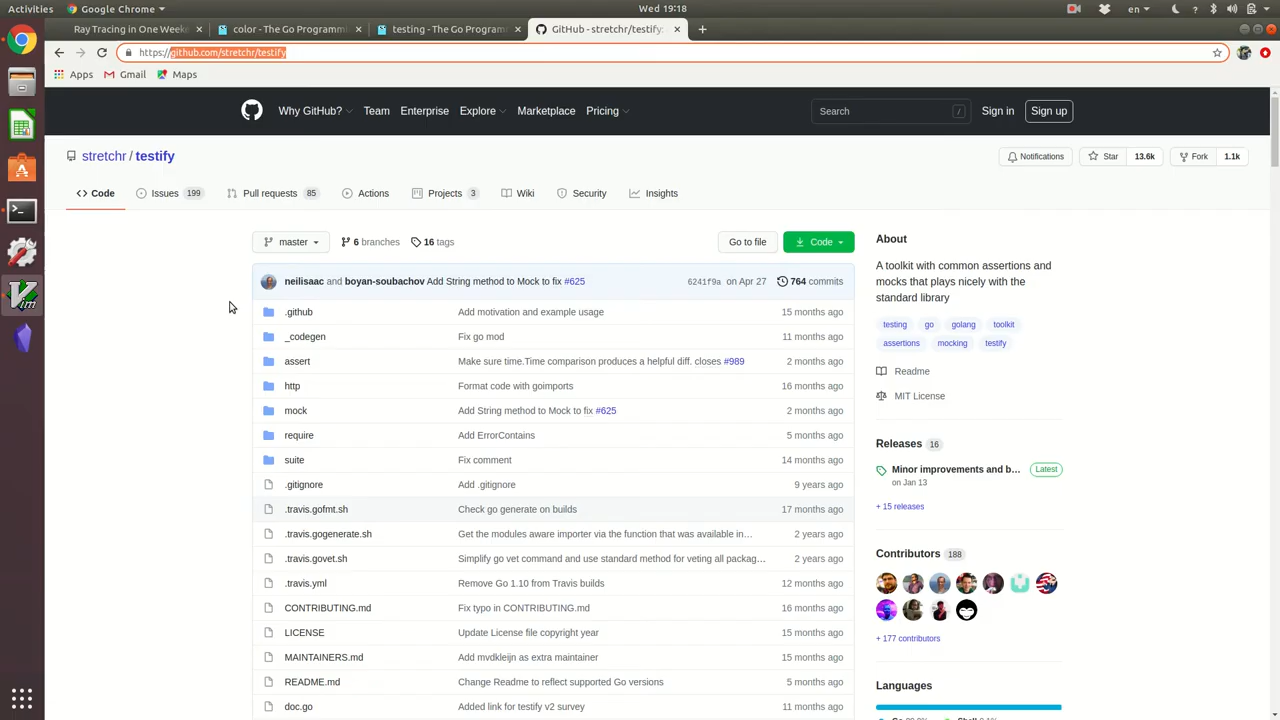 Activities Google Chrome Wed 19:18 en
Ray Tracing in One Weeke color - The Go Programmi testing - The Go Programm GitHub - stretchr/testify:
https://github.com/stretchr/testify
Apps Gmail Maps
Why GitHub? Team Enterprise Explore Marketplace Pricing Search / Sign in Sign up
stretchr / testify Notifications Star 13.6k Fork 1.1k
Code Issues 199 Pull requests 85 Actions Projects 3 Wiki Security Insights
master 6 branches 16 tags Go to file Code
neilisaac and boyan-soubachov Add String method to Mock to fix #625 6241f9a on Apr 27 764 commits
.github Add motivation and example usage 15 months ago
_codegen Fix go mod 11 months ago
assert Make sure time.Time comparison produces a helpful diff. closes #989 2 months ago
http Format code with goimports 16 months ago
mock Add String method to Mock to fix #625 2 months ago
require Add ErrorContains 5 months ago
suite Fix comment 14 months ago
.gitignore Add .gitignore 9 years ago
.travis.gofmt.sh Check go generate on builds 17 months ago
.travis.gogenerate.sh Get the modules aware importer via the function that was available in… 2 years ago
.travis.govet.sh Simplify go vet command and use standard method for veting all packag… 2 years ago
.travis.yml Remove Go 1.10 from Travis builds 12 months ago
CONTRIBUTING.md Fix typo in CONTRIBUTING.md 16 months ago
LICENSE Update License file copyright year 15 months ago
MAINTAINERS.md Add mvdkleijn as extra maintainer 15 months ago
README.md Change Readme to reflect supported Go versions 5 months ago
doc.go Added link for testify v2 survey 11 months ago
About
A toolkit with common assertions and
mocks that plays nicely with the
standard library
testing go golang toolkit
assertions mocking testify
Readme
MIT License
Releases 16
Minor improvements and b... Latest
on Jan 13
+ 15 releases
Contributors 188
+ 177 contributors
Languages